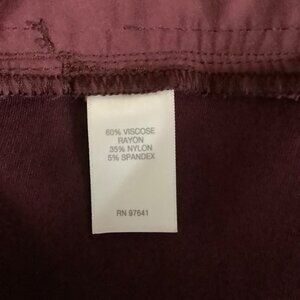 60% VISCOSE
RAYON
35% NYLON
5% SPANDEX
RN 97641